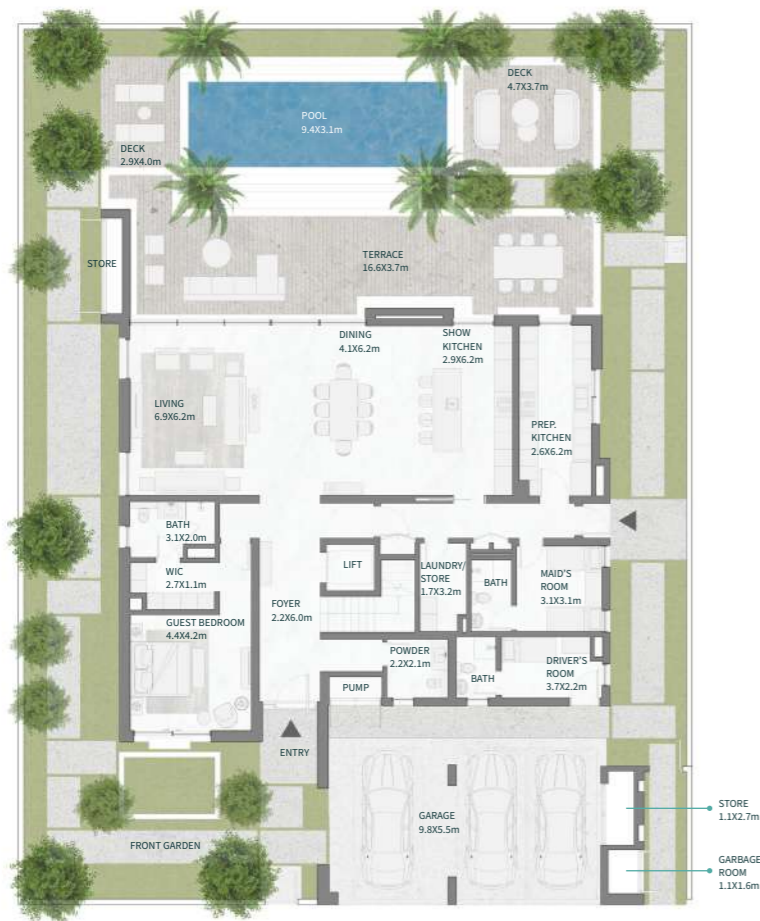 DECK
4.7X3.7m
POOL
9.4X3.1m
DECK
2.9X4.0m
STORE
TERRACE
16.6X3.7m
DINING
4.1X6.2m
SHOW
KITCHEN
2.9X6.2m
LIVING
6.9X6.2m
PREP.
KITCHEN
2.6X6.2m
BATH
3.1X2.0m
WIC
2.7X1.1m
LIFT
LAUNDRY/
STORE
1.7X3.2m
BATH
MAID'S
ROOM
3.1X3.1m
FOYER
2.2X6.0m
GUEST BEDROOM
4.4X4.2m
POWDER
2.2X2.1m
DRIVER'S
ROOM
3.7X2.2m
BATH
PUMP
ENTRY
GARAGE
9.8X5.5m
STORE
1.1X2.7m
FRONT GARDEN
GARBAGE
ROOM
1.1X1.6m